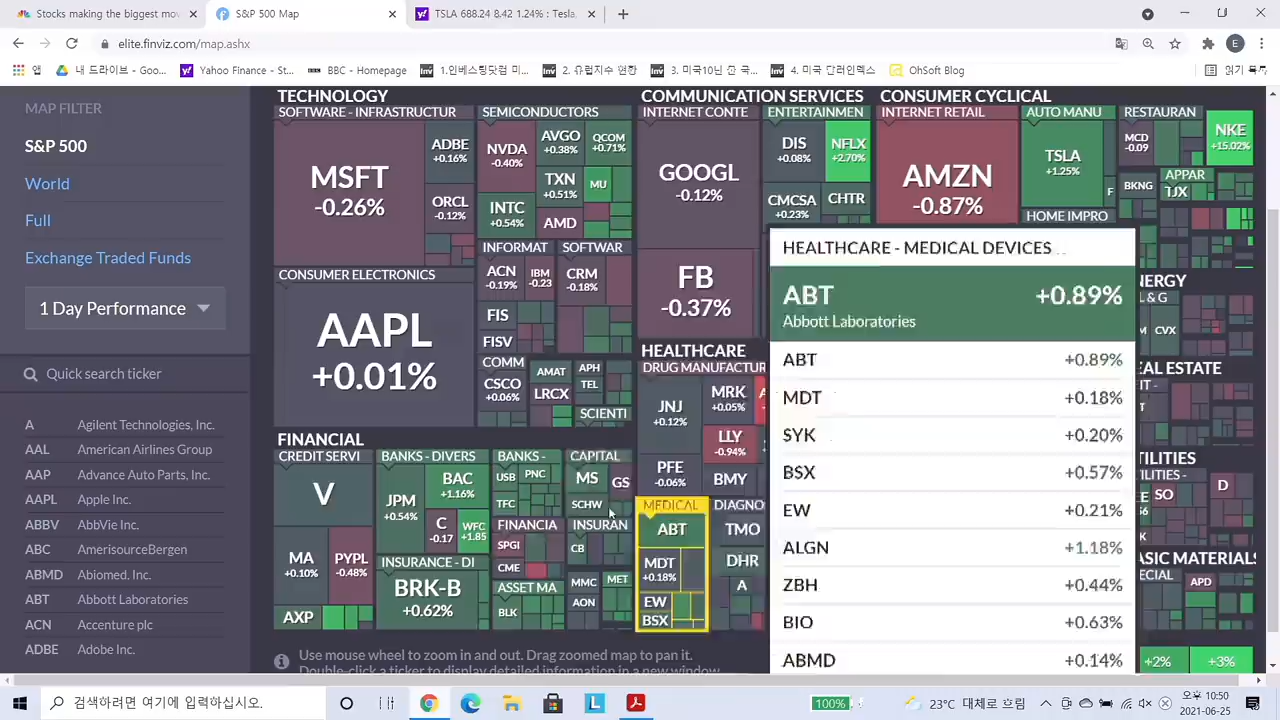 Stocks making the biggest mov
S&P 500 Map
TSLA 688.24 8.42 1.24% : Tesla,
elite.finviz.com/map.ashx
앱
내 드라이브 - Goo...
Yahoo Finance - St...
BBC - Homepage
1.인베스팅닷컴 미...
2. 유럽지수 현황
3. 미국10년 잔 국...
4. 미국 단러인덱스
OhSoft Blog
읽기 목록
MAP FILTER
S&P 500
World
Full
Exchange Traded Funds
1 Day Performance
Quick search ticker
A Agilent Technologies, Inc.
AAL American Airlines Group
AAP Advance Auto Parts, Inc.
AAPL Apple Inc.
ABBV AbbVie Inc.
ABC AmerisourceBergen
ABMD Abiomed, Inc.
ABT Abbott Laboratories
ACN Accenture plc
ADBE Adobe Inc.
TECHNOLOGY
SOFTWARE - INFRASTRUCTUR
MSFT
-0.26%
ADBE
+0.16%
ORCL
-0.12%
SEMICONDUCTORS
NVDA
-0.40%
AVGO
+0.38%
QCOM
+0.71%
TXN
+0.51%
MU
INTC
+0.54%
AMD
CONSUMER ELECTRONICS
AAPL
+0.01%
INFORMAT
ACN
-0.19%
IBM
-0.23
FIS
FISV
SOFTWAR
CRM
-0.18%
COMM
CSCO
+0.06%
AMAT
LRCX
APH
TEL
SCIENTI
COMMUNICATION SERVICES
INTERNET CONTE
GOOGL
-0.12%
FB
-0.37%
ENTERTAINMEN
DIS
+0.08%
NFLX
+2.70%
CMCSA
+0.23%
CHTR
CONSUMER CYCLICAL
INTERNET RETAIL
AMZN
-0.87%
AUTO MANU
TSLA
+1.25%
F
HOME IMPRO
RESTAURAN
MCD
-0.09
NKE
+15.02%
BKNG
APPAR
TJX
HEALTHCARE
DRUG MANUFACTUR
JNJ
+0.12%
MRK
+0.05%
LLY
-0.94%
PFE
-0.06%
BMY
MEDICAL
ABT
MDT
+0.18%
EW
BSX
DIAGNO
TMO
DHR
A
FINANCIAL
CREDIT SERVI
V
MA
+0.10%
PYPL
-0.48%
AXP
BANKS - DIVERS
JPM
+0.54%
BAC
+1.16%
C
-0.17
WFC
+1.85
INSURANCE - DI
BRK-B
+0.62%
BANKS -
USB
PNC
TFC
FINANCIA
SPGI
CME
ASSET MA
BLK
CAPITAL
MS
GS
SCHW
INSURAN
CB
MMC
MET
AON
HEALTHCARE - MEDICAL DEVICES
ABT +0.89%
Abbott Laboratories
ABT +0.89%
MDT +0.18%
SYK +0.20%
BSX +0.57%
EW +0.21%
ALGN +1.18%
ZBH +0.44%
BIO +0.63%
ABMD +0.14%
NERGY
L & G
CVX
EAL ESTATE
IT -
TILITIES
TILITIES -
SO
D
ASIC MATERIALS
ECIAL
APD
+2%
+3%
Use mouse wheel to zoom in and out. Drag zoomed map to pan it.
Double-click a ticker to display detailed information in a new window.
검색하려면 여기에 입력하십시오.
100%
23°C 대체로 흐림
오후 10:50
2021-06-25